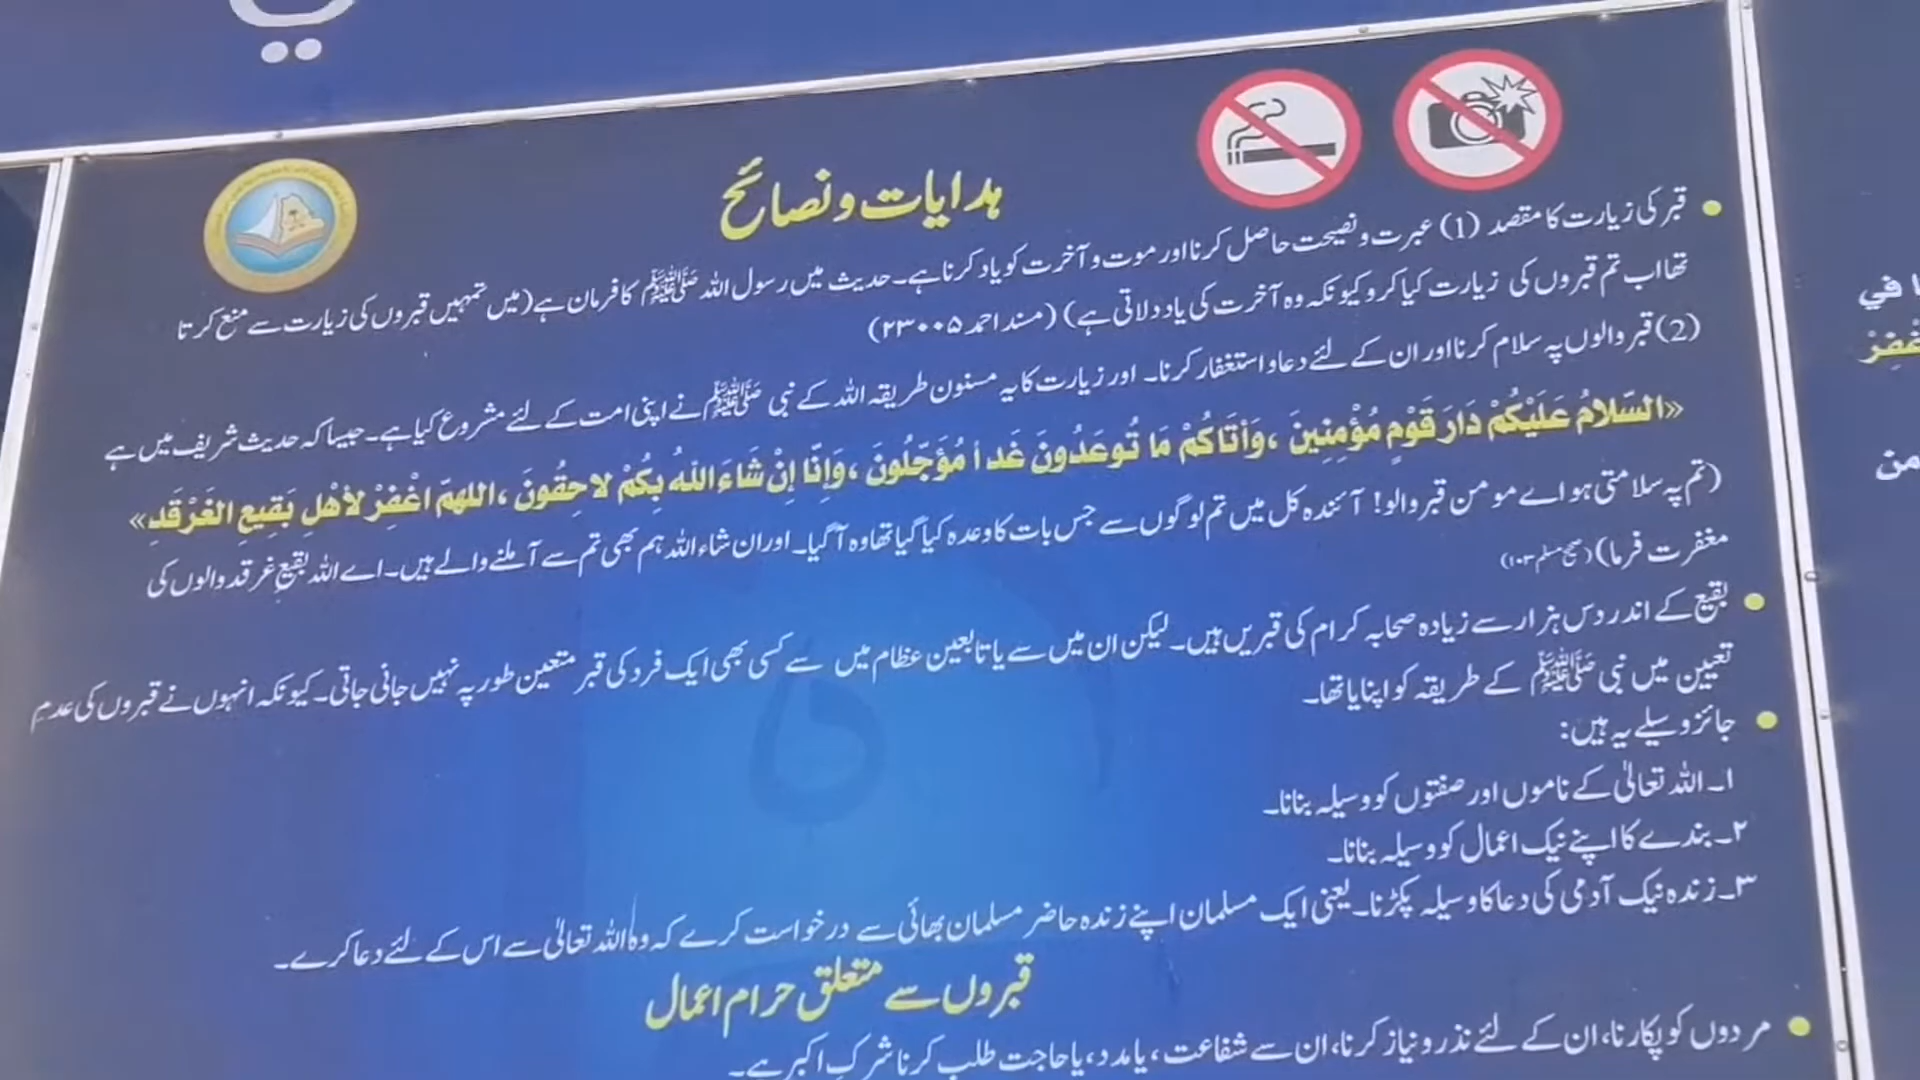 ہدایات و نصائح
قبر کی زیارت کا مقصد (1) عبرت و نصیحت حاصل کرنا اور موت و آخرت کو یاد کرنا ہے۔ حدیث میں رسول اللہ ﷺ کا فرمان ہے (میں تمہیں قبروں کی زیارت سے منع کرتا
تھا اب تم قبروں کی زیارت کیا کرو کیونکہ وہ آخرت کی یاد دلاتی ہے) (مسند احمد ۲۳۰۰۵)
(2) قبر والوں پہ سلام کرنا اور ان کے لئے دعا و استغفار کرنا۔ اور زیارت کا یہ مسنون طریقہ اللہ کے نبی ﷺ نے اپنی امت کے لئے مشروع کیا ہے۔ جیسا کہ حدیث شریف میں ہے
«السّلامُ عَلَيْكُمْ دَارَ قَوْمٍ مُؤْمِنِينَ ، وَأتَاكُمْ مَا تُوعَدُونَ غَداً مُؤَجّلُونَ ، وَإِنّا إِنْ شَاءَ اللهُ بِكُمْ لاحِقُونَ ، اللهمّ اغْفِرْ لأهْلِ بَقِيعِ الغَرْقَدِ»
(تم پہ سلامتی ہو اے مومن قبر والو! آئندہ کل میں تم لوگوں سے جس بات کا وعدہ کیا گیا تھا وہ آگیا۔ اور ان شاء اللہ ہم بھی تم سے آملنے والے ہیں۔ اے اللہ بقیعِ غرقد والوں کی
مغفرت فرما) (صحیح مسلم ۱۰۳)
بقیع کے اندر دس ہزار سے زیادہ صحابہ کرام کی قبریں ہیں۔ لیکن ان میں سے یا تابعین عظام میں سے کسی بھی ایک فرد کی قبر متعین طور پہ نہیں جانی جاتی۔ کیونکہ انہوں نے قبروں کی عدمِ
تعیین میں نبی ﷺ کے طریقہ کو اپنایا تھا۔
جائز وسیلے یہ ہیں:
۱۔ اللہ تعالیٰ کے ناموں اور صفتوں کو وسیلہ بنانا۔
۲۔ بندے کا اپنے نیک اعمال کو وسیلہ بنانا۔
۳۔ زندہ نیک آدمی کی دعا کا وسیلہ پکڑنا۔ یعنی ایک مسلمان اپنے زندہ حاضر مسلمان بھائی سے درخواست کرے کہ وہ اللہ تعالیٰ سے اس کے لئے دعا کرے۔
قبروں سے متعلق حرام اعمال
مردوں کو پکارنا، ان کے لئے نذر و نیاز کرنا، ان سے شفاعت، یا مدد، یا حاجت طلب کرنا شرکِ اکبر ہے۔
ا في
من